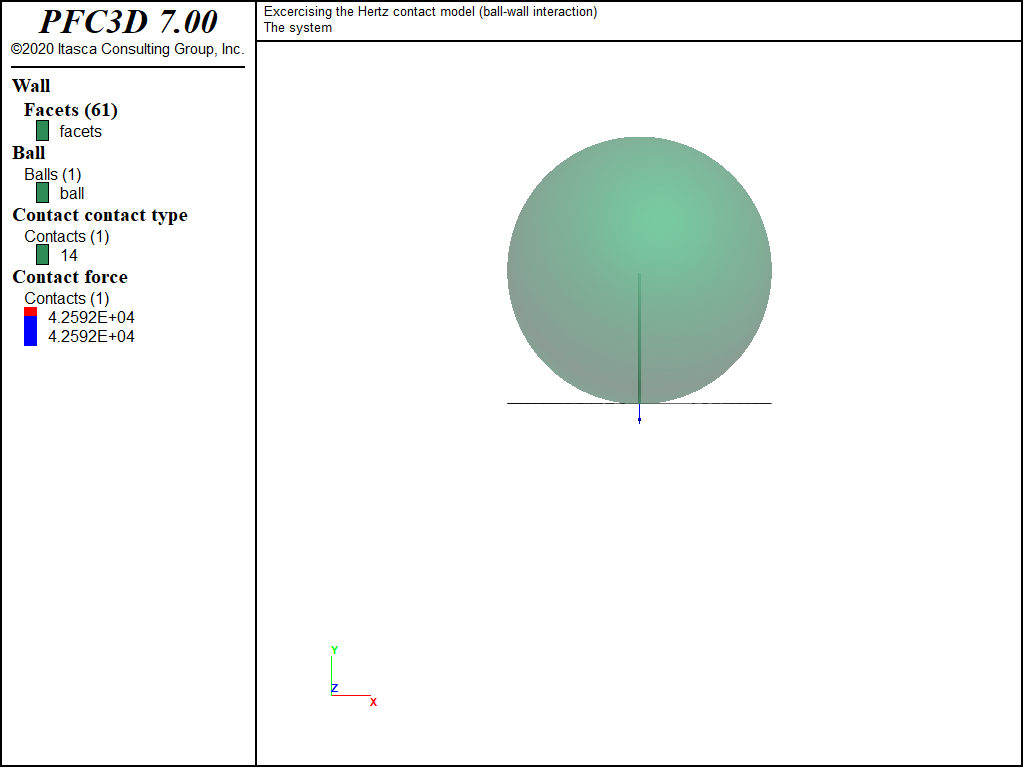 PFC3D 7.00
©2020 Itasca Consulting Group, Inc.
Wall
Facets (61)
facets
Ball
Balls (1)
ball
Contact contact type
Contacts (1)
14
Contact force
Contacts (1)
4.2592E+04
4.2592E+04
Excercising the Hertz contact model (ball-wall interaction)
The system
Y
Z
X